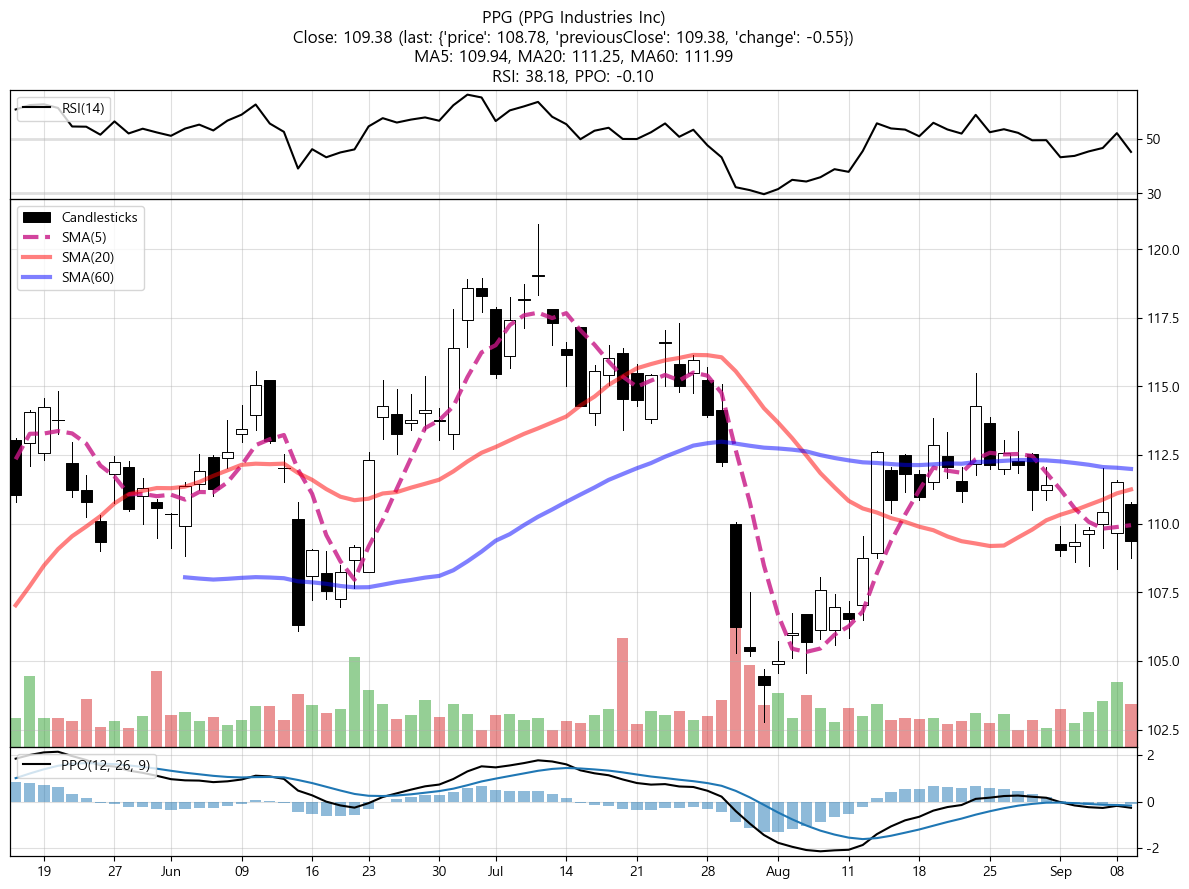 PPG (PPG Industries Inc)
Close: 109.38 (last: {'price': 108.78, 'previousClose': 109.38, 'change': -0.55})
MA5: 109.94, MA20: 111.25, MA60: 111.99
RSI: 38.18, PPO: -0.10
RSI(14)
50
30
Candlesticks
SMA(5)
SMA(20)
SMA(60)
120.0
117.5
115.0
112.5
110.0
107.5
105.0
102.5
PPO(12, 26, 9)
2
0
-2
19 27 Jun 09 16 23 30 Jul 14 21 28 Aug 11 18 25 Sep 08